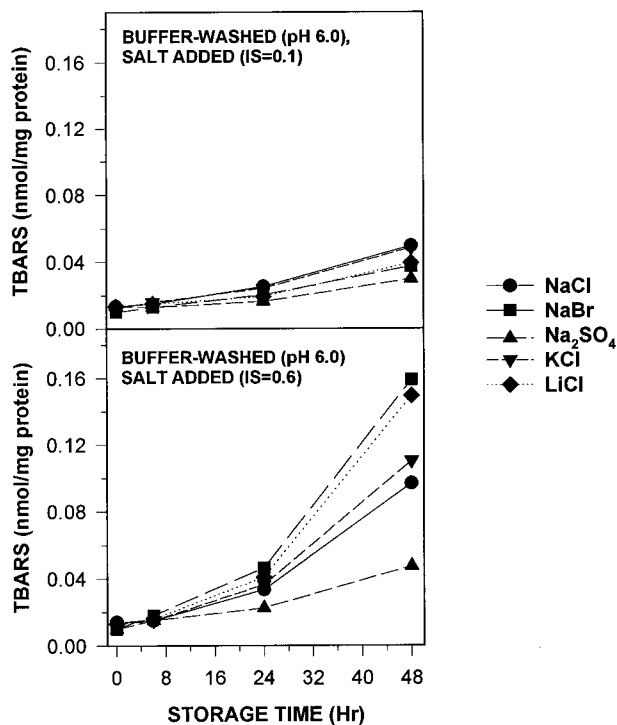 BUFFER-WASHED (pH 6.0),
SALT ADDED (IS=0.1)
TBARS (nmol/mg protein)
0.16
0.12
0.08
0.04
0.00
BUFFER-WASHED (pH 6.0)
SALT ADDED (IS=0.6)
TBARS (nmol/mg protein)
0.16
0.12
0.08
0.04
0.00
0 8 16 24 32 40 48
STORAGE TIME (Hr)
NaCl
NaBr
Na₂SO₄
KCl
LiCl